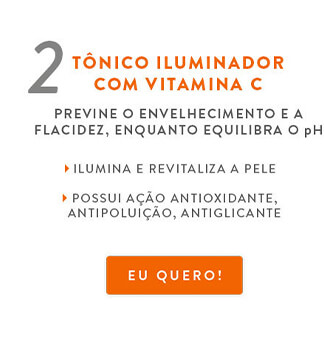 2
TÔNICO ILUMINADOR
COM VITAMINA C
PREVINE O ENVELHECIMENTO E A
FLACIDEZ, ENQUANTO EQUILIBRA O pH
ILUMINA E REVITALIZA A PELE
POSSUI AÇÃO ANTIOXIDANTE,
ANTIPOLUIÇÃO, ANTIGLICANTE
EU QUERO!